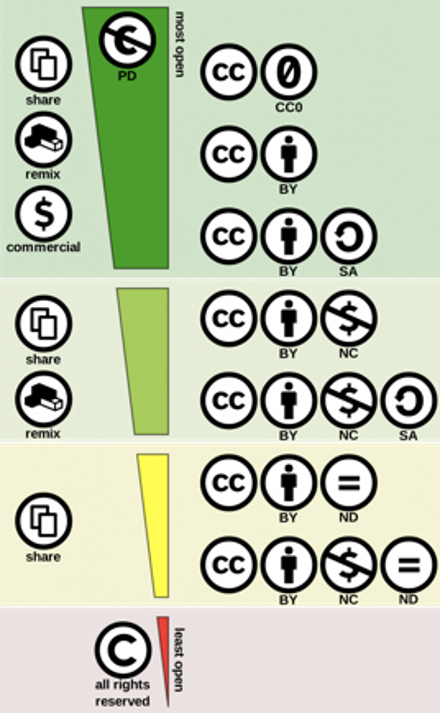 PD
most open
share
remix
commercial
CC 0
CC0
CC
BY
CC
BY SA
share
remix
CC $
BY NC
CC $
BY NC SA
share
CC =
BY ND
CC $ =
BY NC ND
C
all rights
reserved
least open